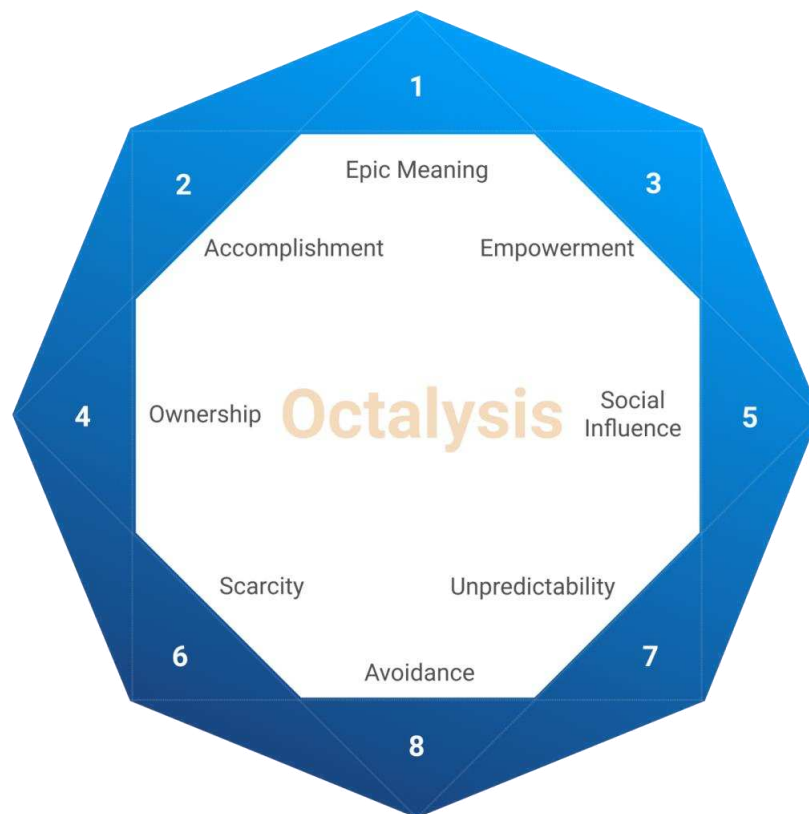 1
Epic Meaning
2
3
Accomplishment
Empowerment
4
Ownership
Octalysis
Social
Influence
5
Scarcity
Unpredictability
6
7
Avoidance
8